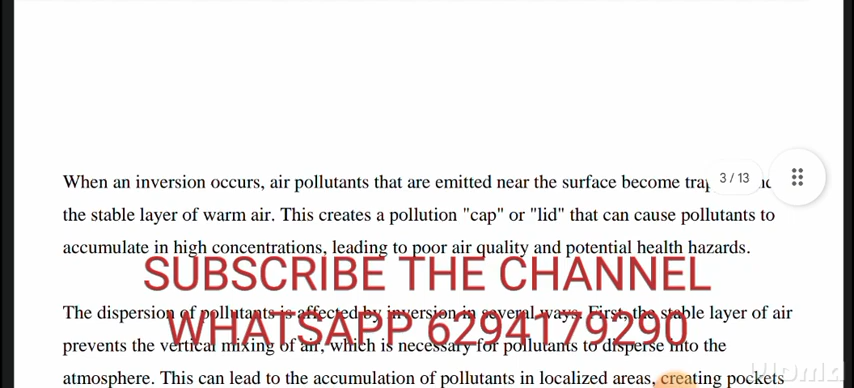 3 / 13
When an inversion occurs, air pollutants that are emitted near the surface become
the stable layer of warm air. This creates a pollution "cap" or "lid" that can cause pollutants to
accumulate in high concentrations, leading to poor air quality and potential health hazards.
SUBSCRIBE THE CHANNEL
The dispersion of pollutants is affected by inversion in several ways. First, the stable layer of air
WHATSAPP 6294179290
prevents the vertical mixing of air, which is necessary for pollutants to disperse into the
atmosphere. This can lead to the accumulation of pollutants in localized areas, creating pockets